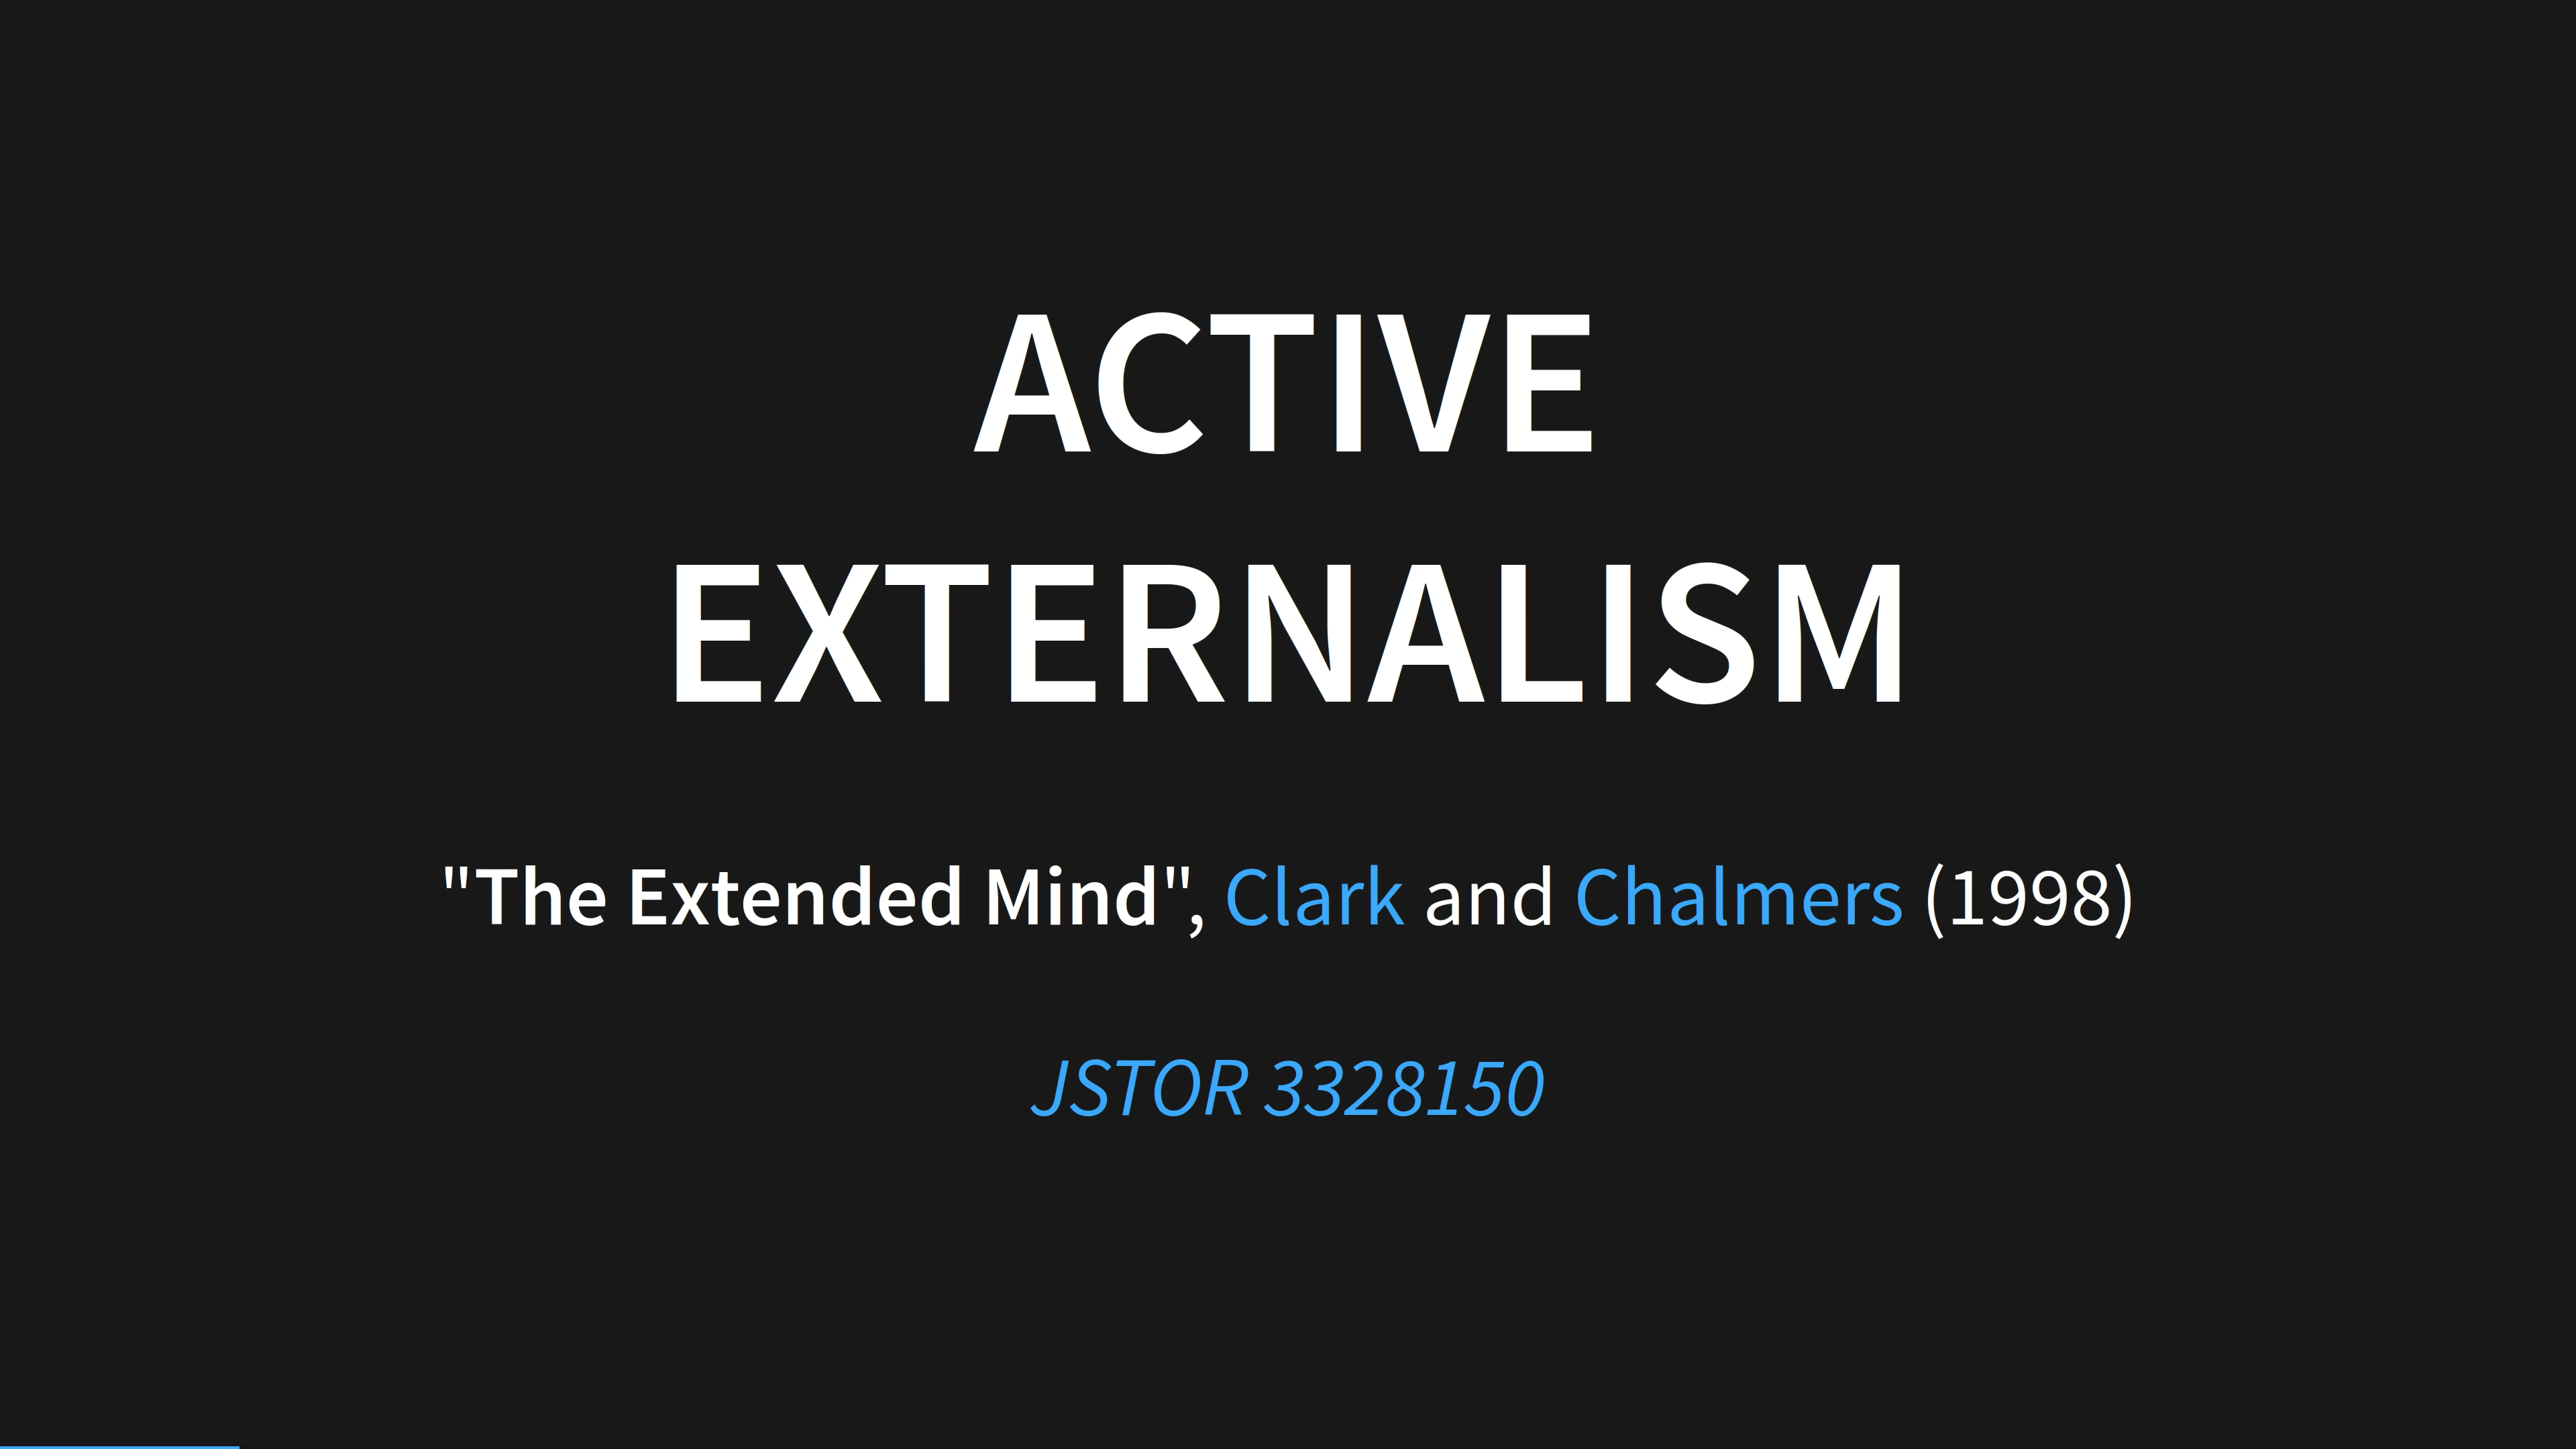 ACTIVE
EXTERNALISM
"The Extended Mind", Clark and Chalmers (1998)
JSTOR 3328150